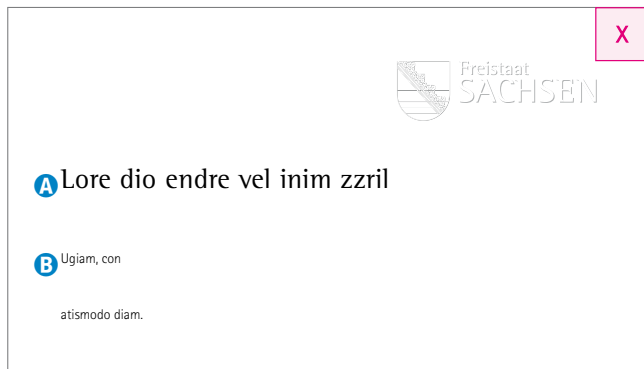 X
Freistaat
SACHSEN
A Lore dio endre vel inim zzril
B Ugiam, con
atismodo diam.